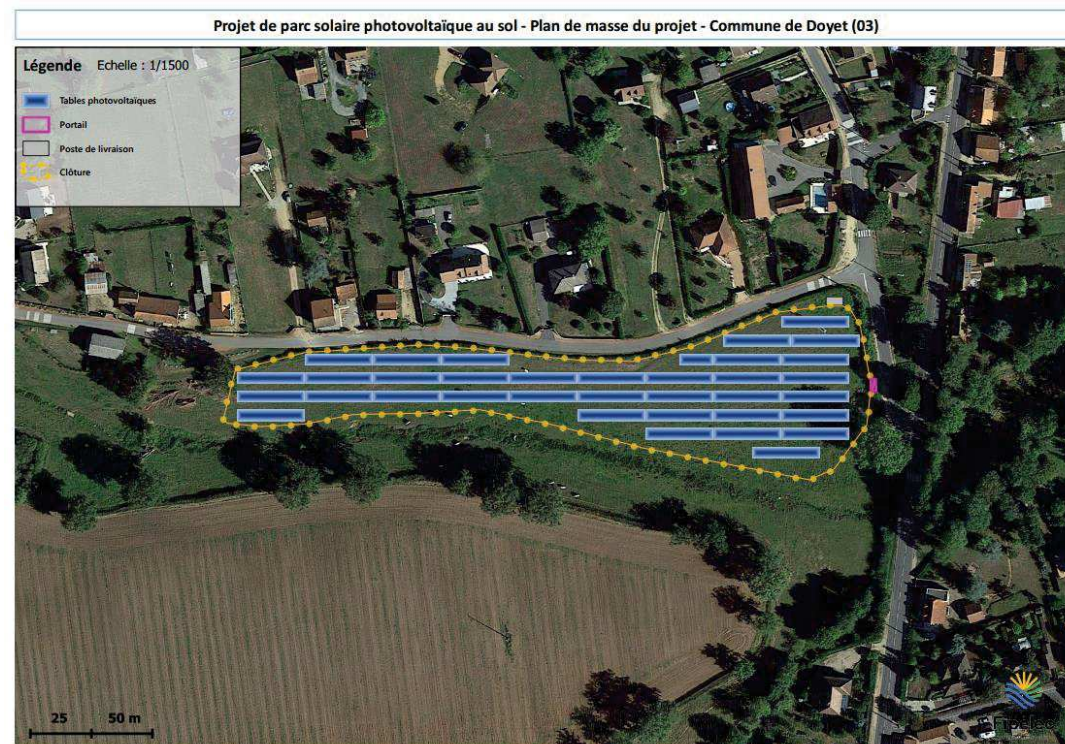 Projet de parc solaire photovoltaïque au sol - Plan de masse du projet - Commune de Doyet (03)
Légende Echelle : 1/1500
Tables photovoltaïques
Portail
Poste de livraison
Clôture
25 50 m
Fipelec